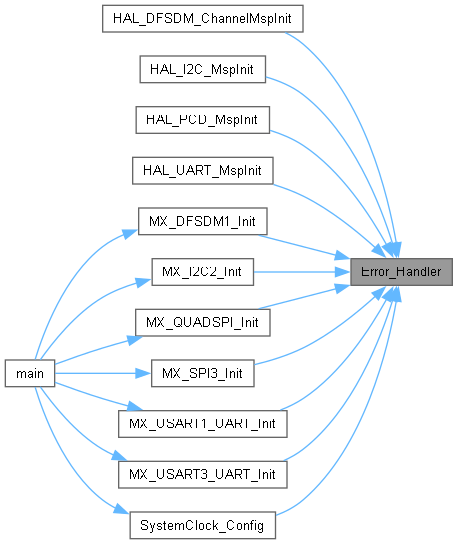 HAL_DFSDM_ChannelMspInit
HAL_I2C_MspInit
HAL_PCD_MspInit
HAL_UART_MspInit
MX_DFSDM1_Init
Error_Handler
MX_I2C2_Init
MX_QUADSPI_Init
main
MX_SPI3_Init
MX_USART1_UART_Init
MX_USART3_UART_Init
SystemClock_Config